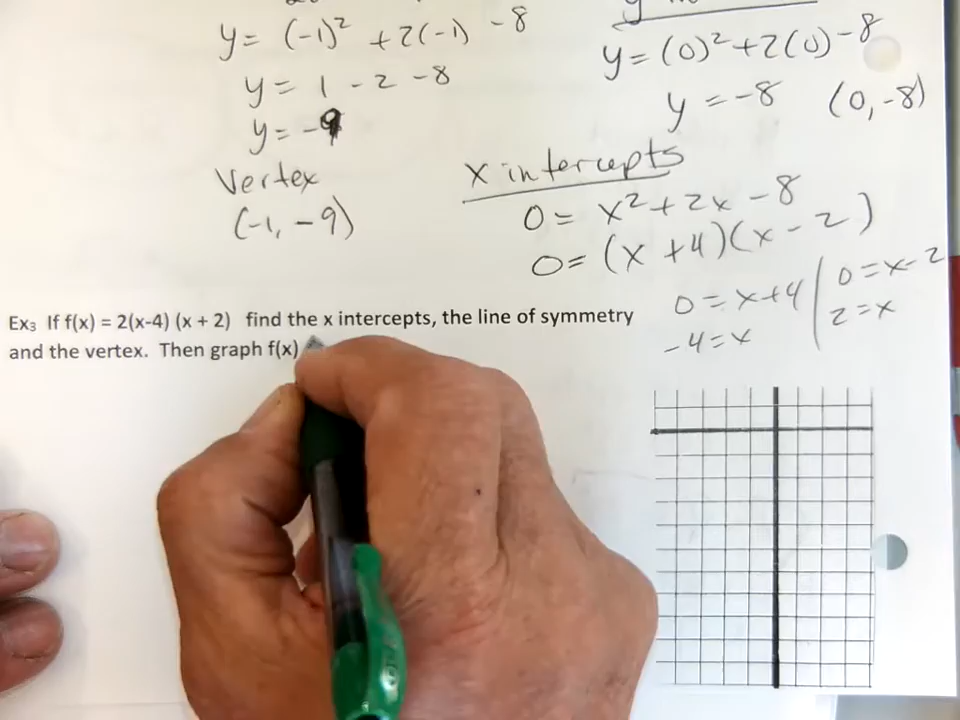 y = (-1)² + 2(-1) - 8
y = 1 - 2 - 8
y = -9
Vertex
(-1, -9)
y = (0)² + 2(0) - 8
y = -8 (0, -8)
x intercepts
0 = x² + 2x - 8
0 = (x + 4)(x - 2)
0 = x + 4 | 0 = x - 2
-4 = x | 2 = x
Ex3 If f(x) = 2(x-4) (x + 2) find the x intercepts, the line of symmetry
and the vertex. Then graph f(x)